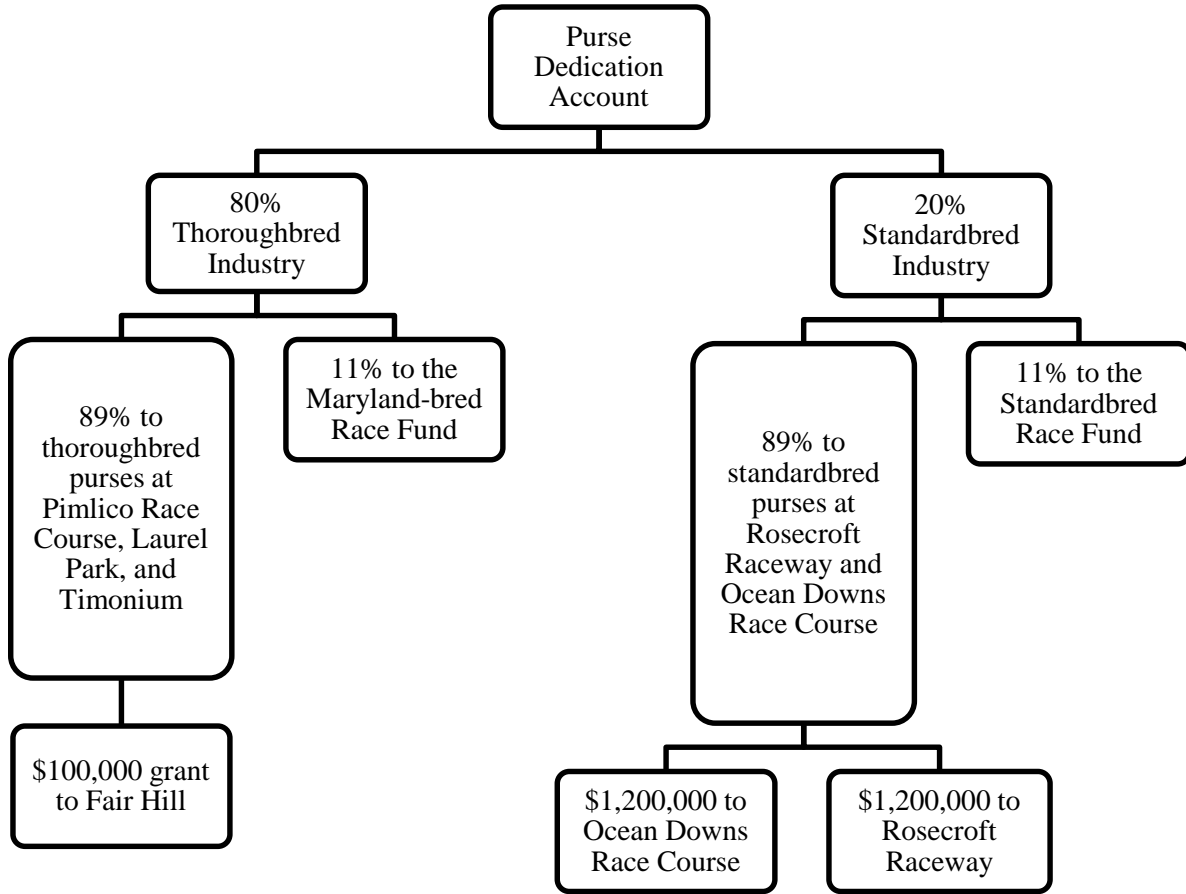 Purse
Dedication
Account
80%
Thoroughbred
Industry
20%
Standardbred
Industry
89% to
thoroughbred
purses at
Pimlico Race
Course, Laurel
Park, and
Timonium
11% to the
Maryland-bred
Race Fund
89% to
standardbred
purses at
Rosecroft
Raceway and
Ocean Downs
Race Course
11% to the
Standardbred
Race Fund
$100,000 grant
to Fair Hill
$1,200,000 to
Ocean Downs
Race Course
$1,200,000 to
Rosecroft
Raceway